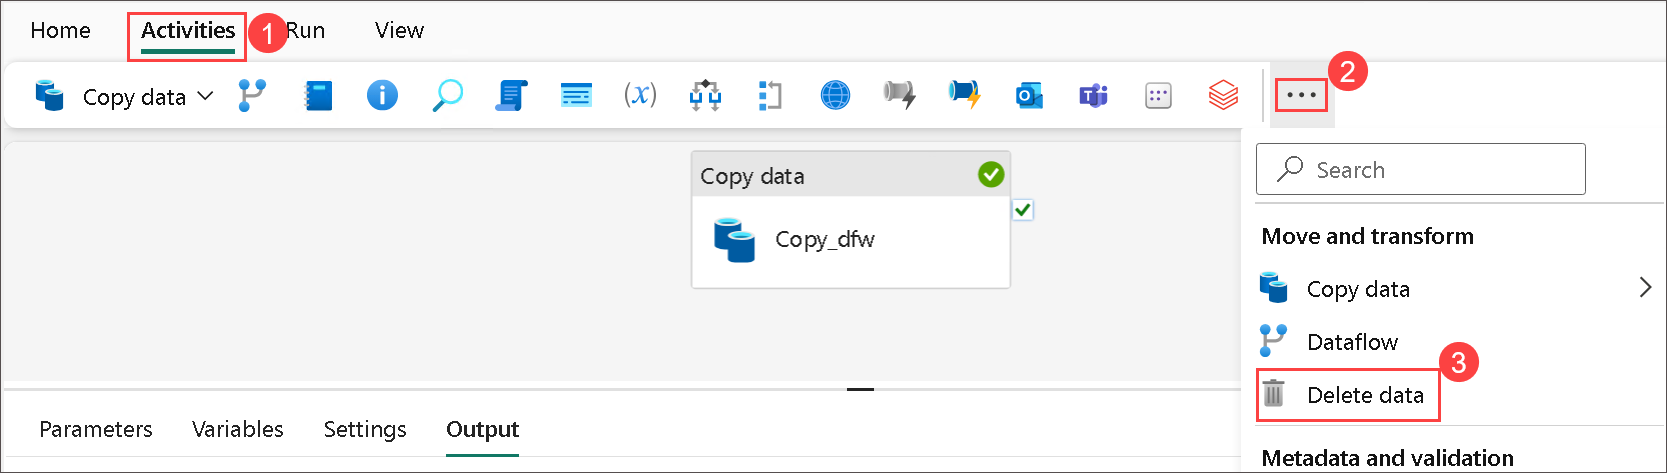 Home Activities 1 Run View
Copy data (x) ... 2
Search
Copy data
Copy_dfw
Move and transform
Copy data
Dataflow
Delete data 3
Parameters Variables Settings Output
Metadata and validation